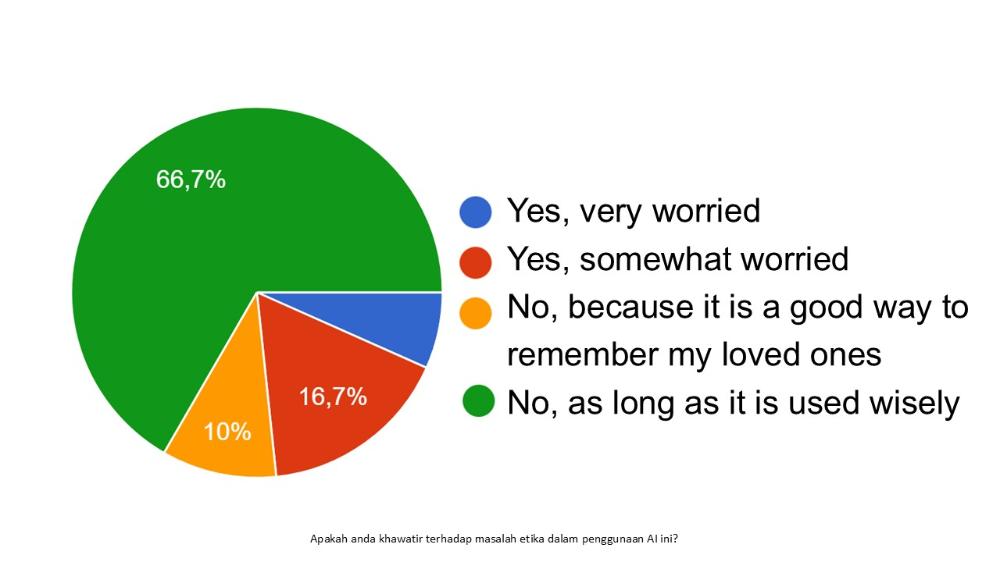 66,7%
16,7%
10%
Yes, very worried
Yes, somewhat worried
No, because it is a good way to
remember my loved ones
No, as long as it is used wisely
Apakah anda khawatir terhadap masalah etika dalam penggunaan AI ini?